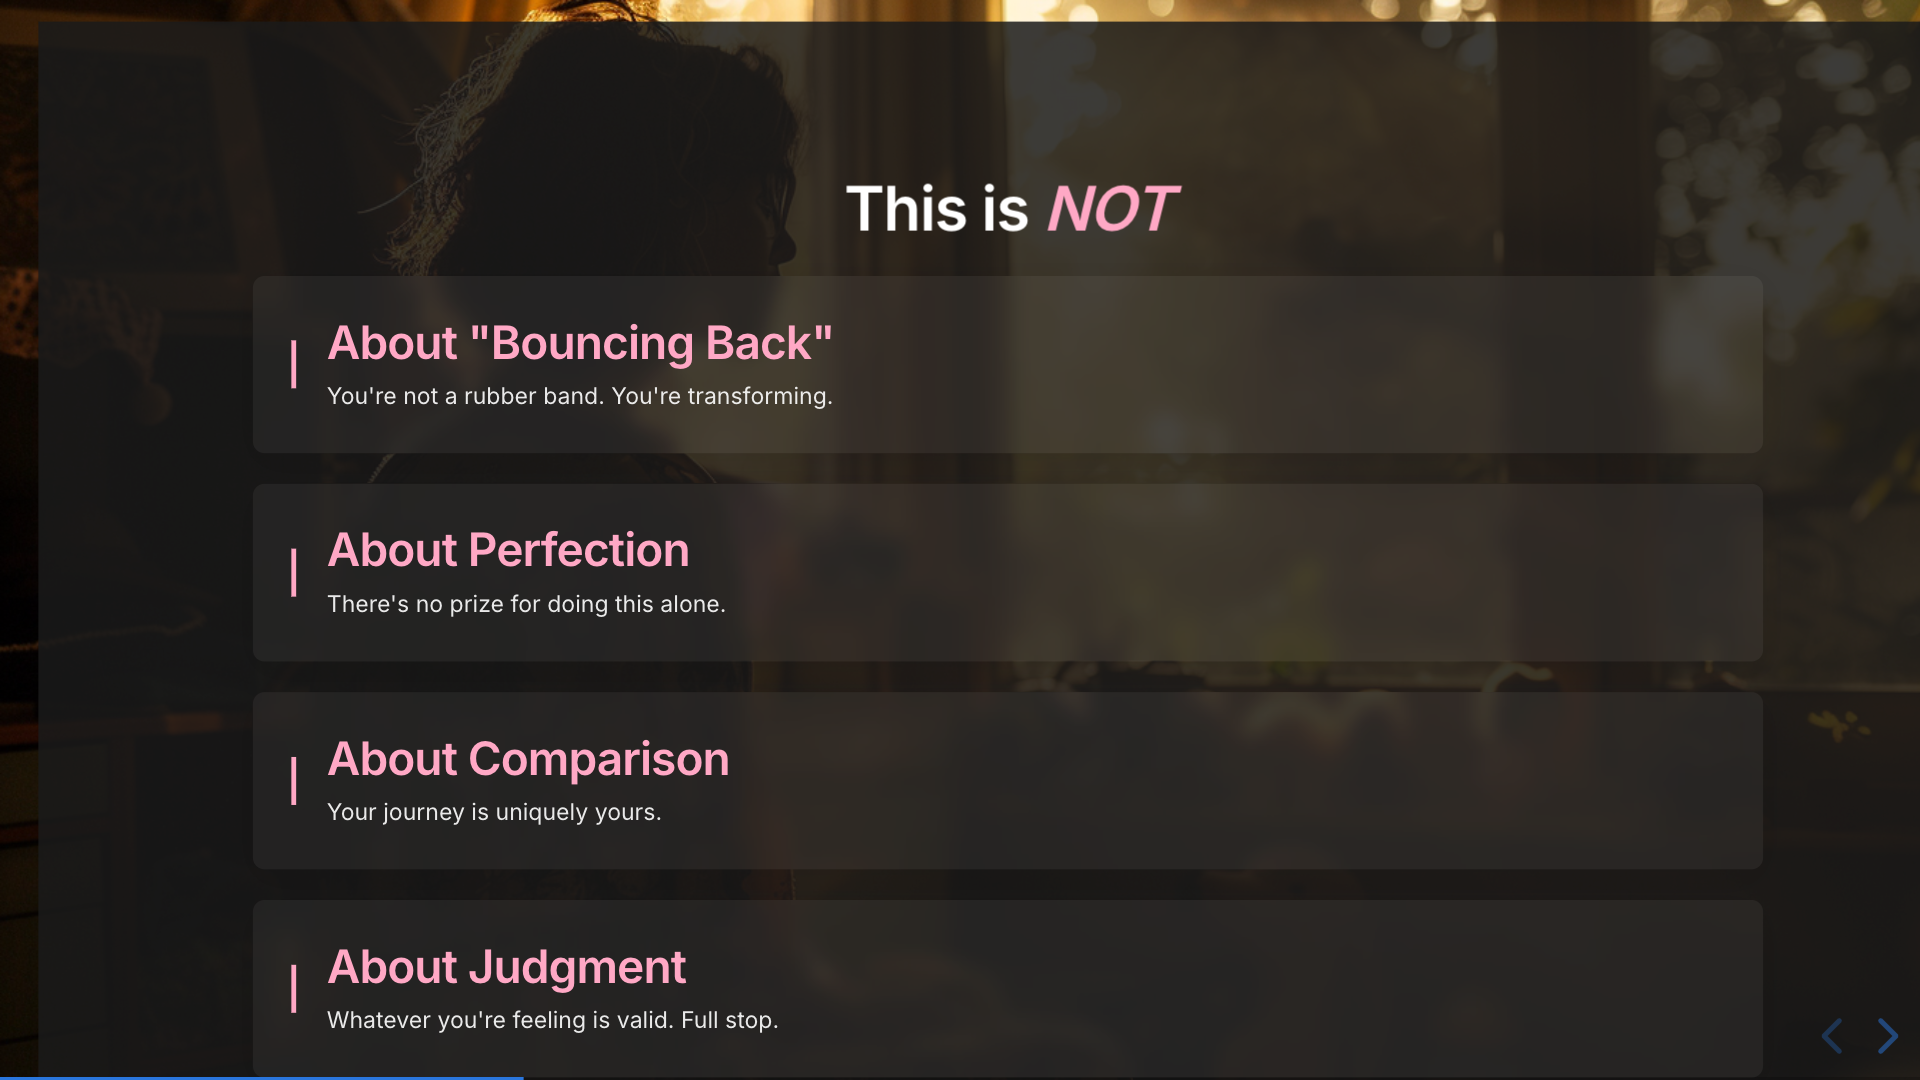 This is NOT
About "Bouncing Back"
You're not a rubber band. You're transforming.
About Perfection
There's no prize for doing this alone.
About Comparison
Your journey is uniquely yours.
About Judgment
Whatever you're feeling is valid. Full stop.